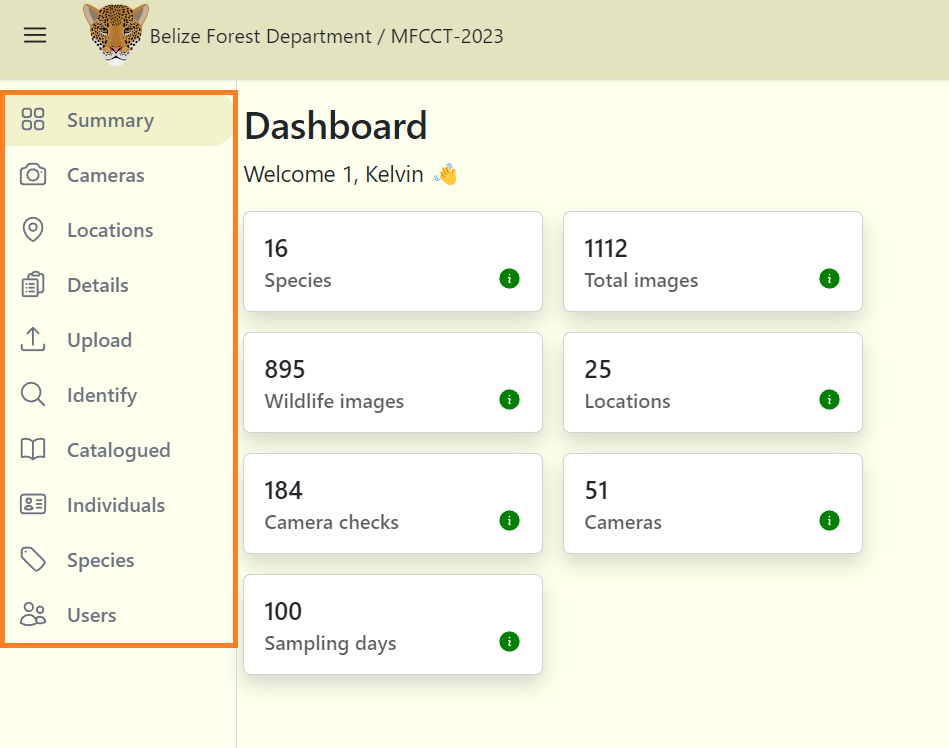 Belize Forest Department / MFCCT-2023
Summary
Cameras
Locations
Details
Upload
Identify
Catalogued
Individuals
Species
Users
Dashboard
Welcome 1, Kelvin 👋
16
Species
1112
Total images
895
Wildlife images
25
Locations
184
Camera checks
51
Cameras
100
Sampling days